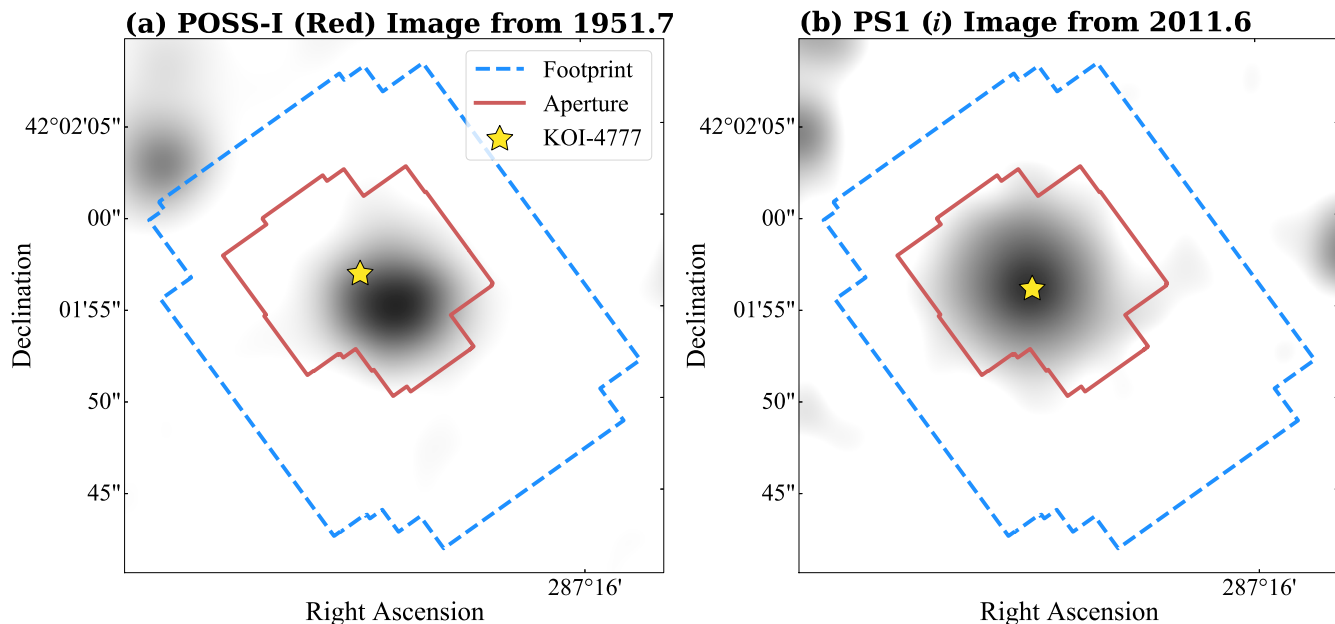 (a) POSS-I (Red) Image from 1951.7
Footprint
Aperture
KOI-4777
42°02'05"
00"
01'55"
50"
45"
Declination
287°16'
Right Ascension
(b) PS1 (i) Image from 2011.6
42°02'05"
00"
01'55"
50"
45"
Declination
287°16'
Right Ascension